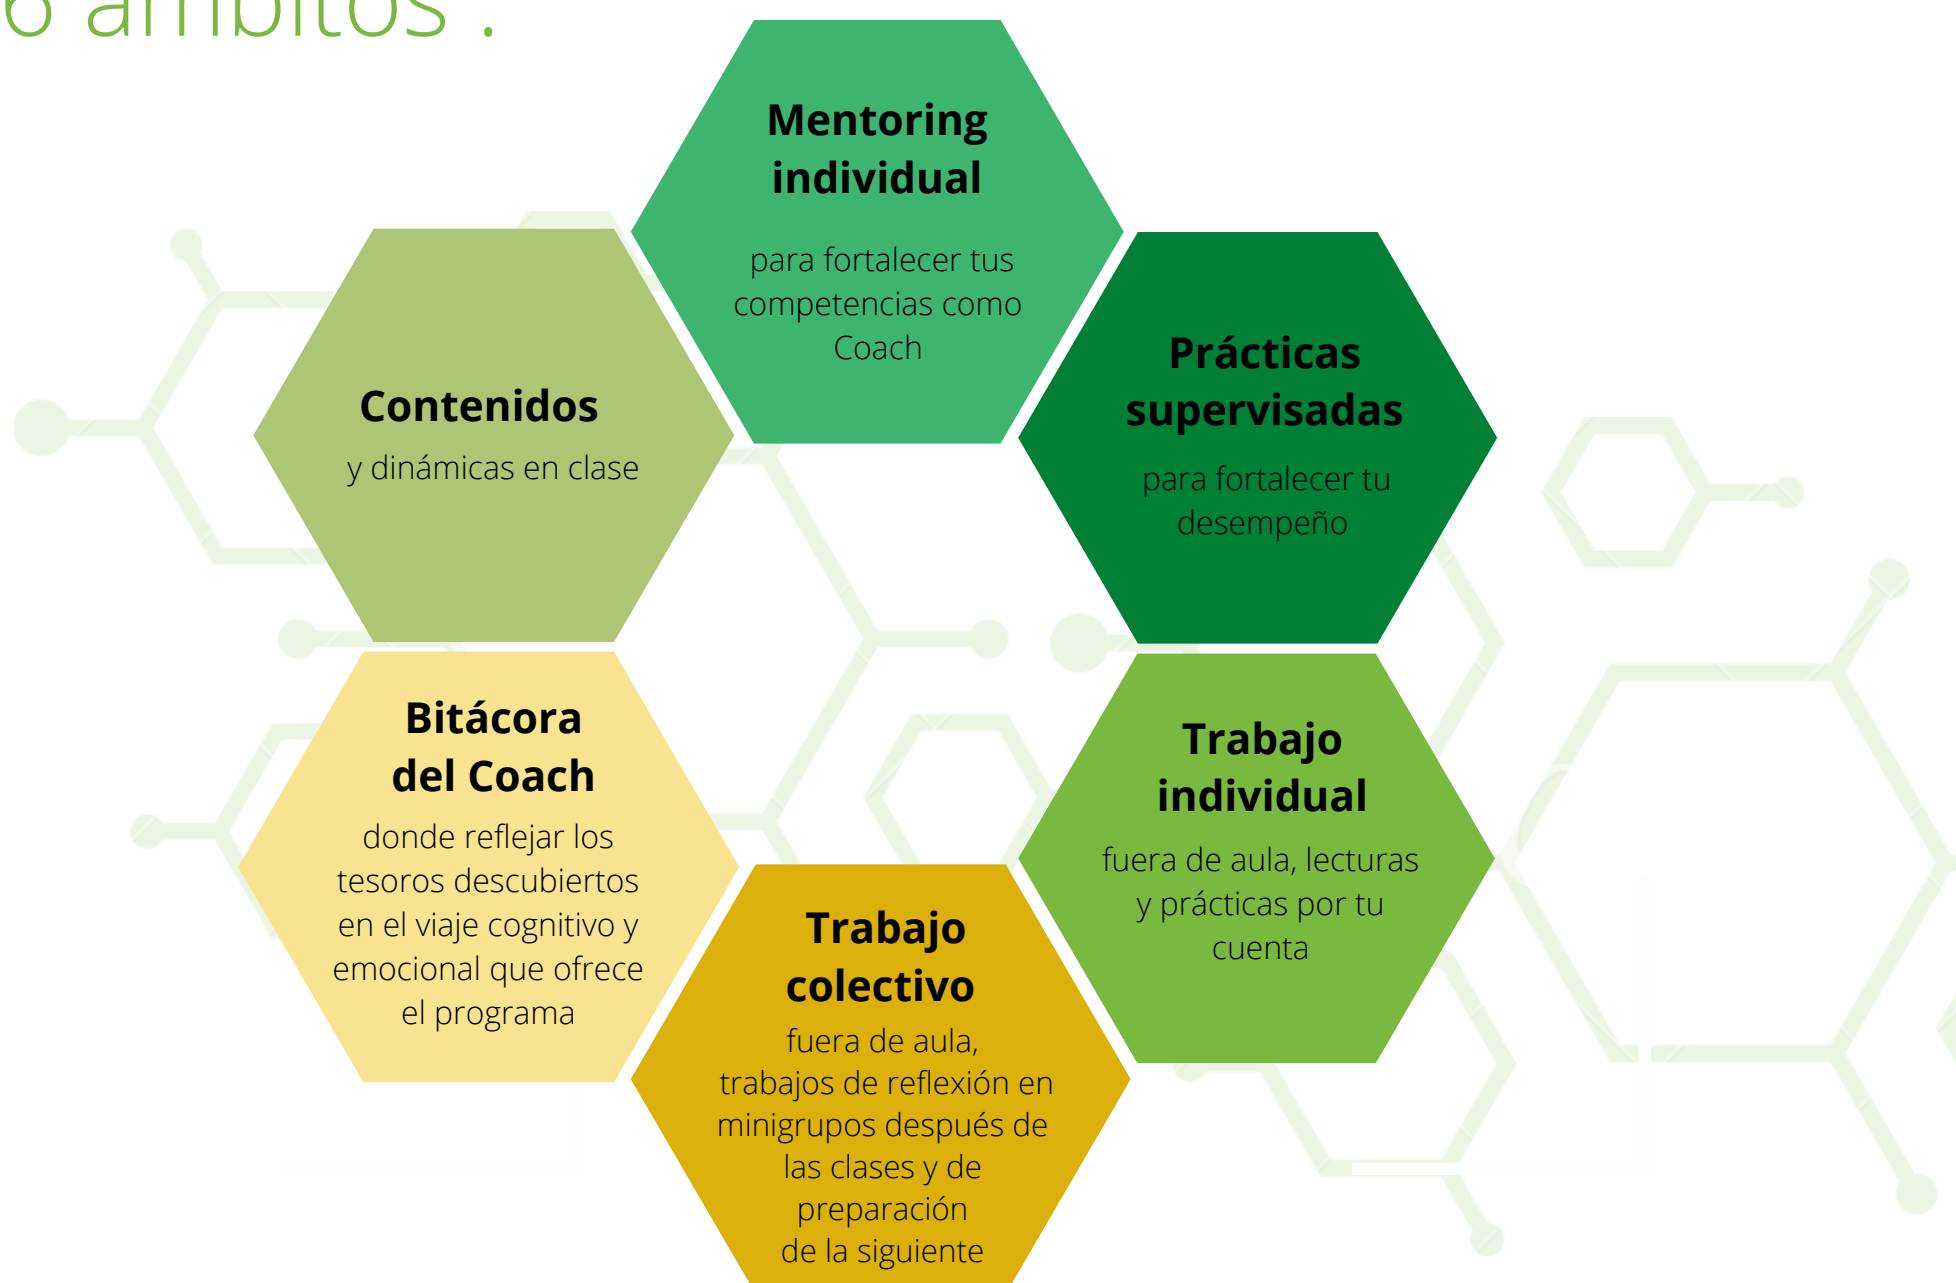 6 ámbitos .
Mentoring
individual
para fortalecer tus
competencias como
Coach
Contenidos
y dinámicas en clase
Prácticas
supervisadas
para fortalecer tu
desempeño
Bitácora
del Coach
donde reflejar los
tesoros descubiertos
en el viaje cognitivo y
emocional que ofrece
el programa
Trabajo
individual
fuera de aula, lecturas
y prácticas por tu
cuenta
Trabajo
colectivo
fuera de aula,
trabajos de reflexión en
minigrupos después de
las clases y de
preparación
de la siguiente